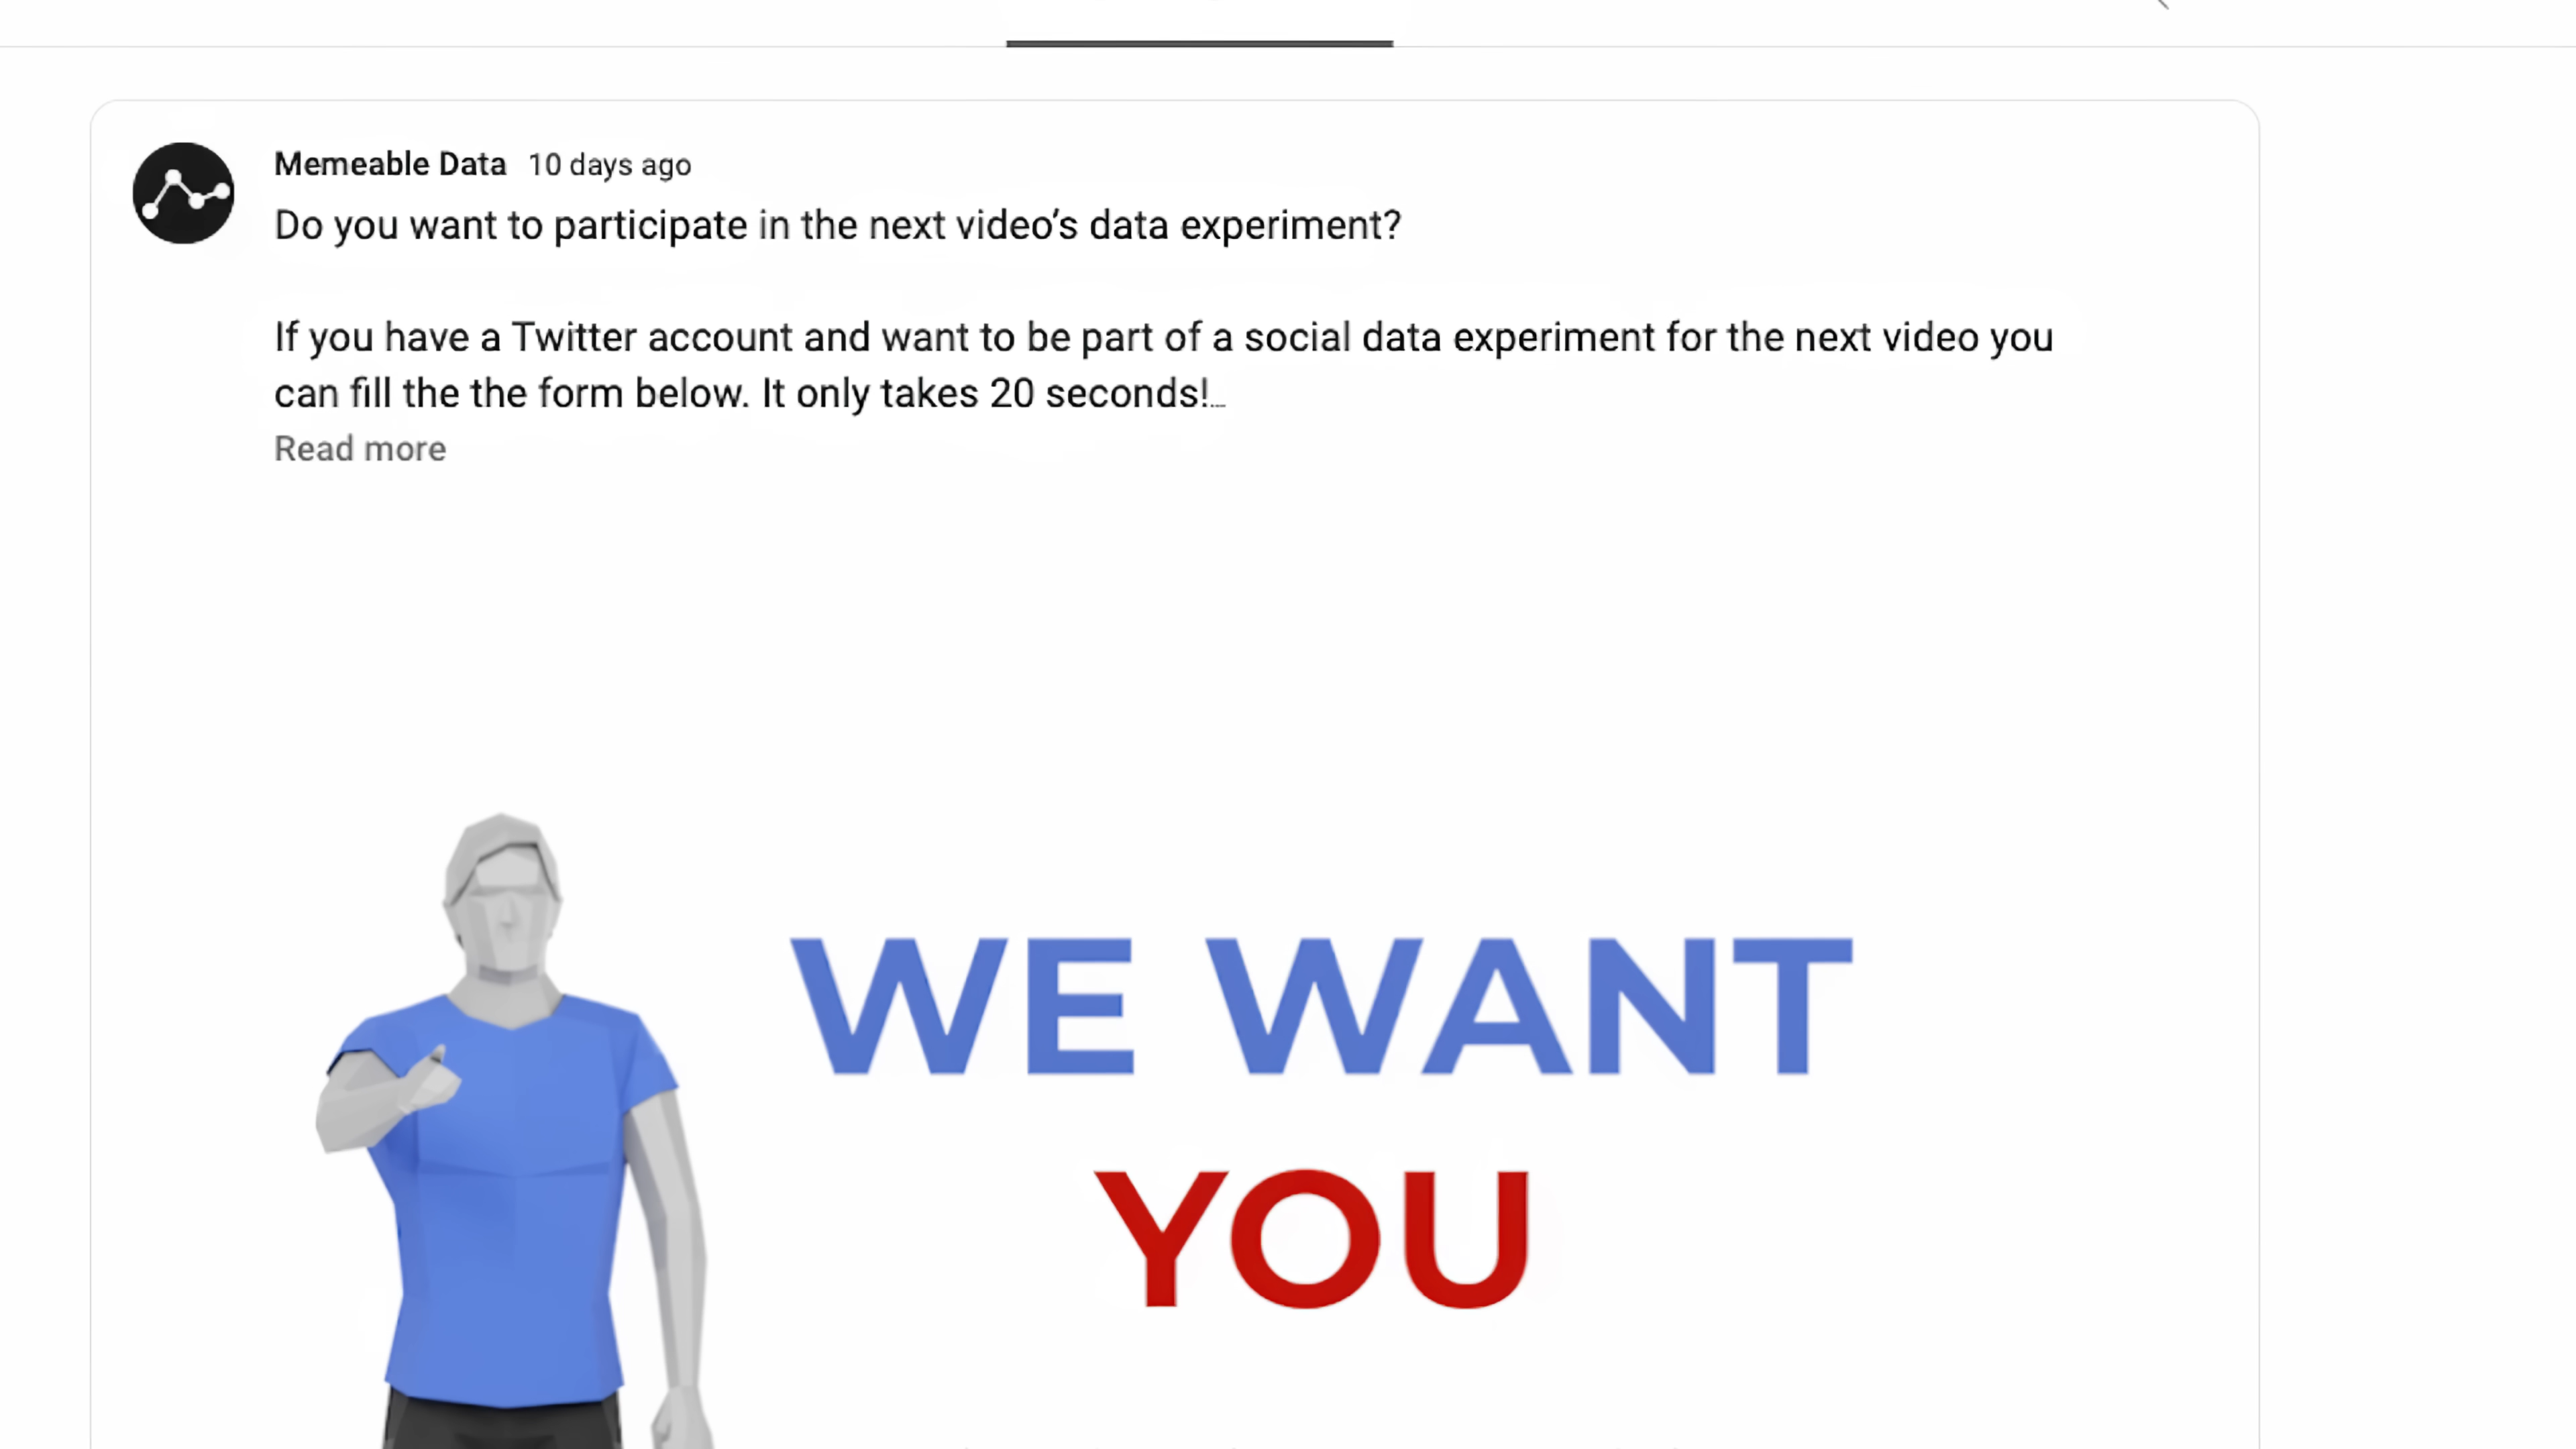 Memeable Data 10 days ago
Do you want to participate in the next video’s data experiment?
If you have a Twitter account and want to be part of a social data experiment for the next video you
can fill the the form below. It only takes 20 seconds!...
Read more
WE WANT
YOU